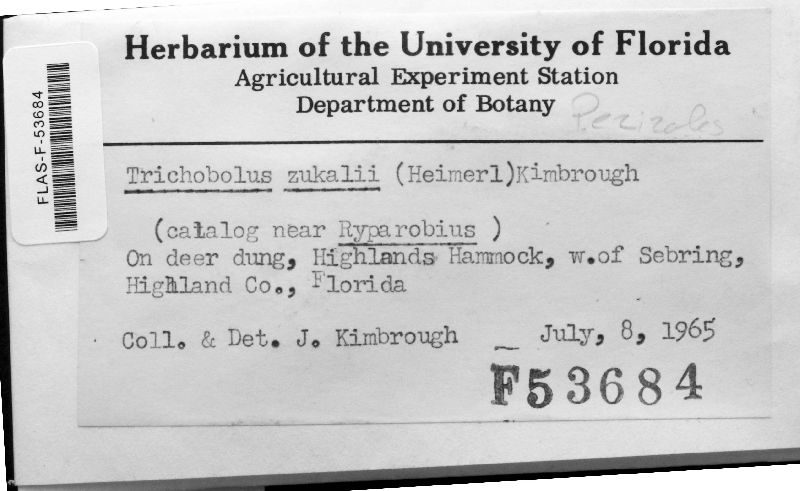 Herbarium of the University of Florida
Agricultural Experiment Station
Department of Botany
Pezizales
FLAS-F-53684
Trichobolus zukalii (Heimerl)Kimbrough
(catalog near Ryparobius )
On deer dung, Highlands Hammock, w.of Sebring,
Highland Co., Florida
Coll. & Det. J. Kimbrough _ July, 8, 1965
F53684